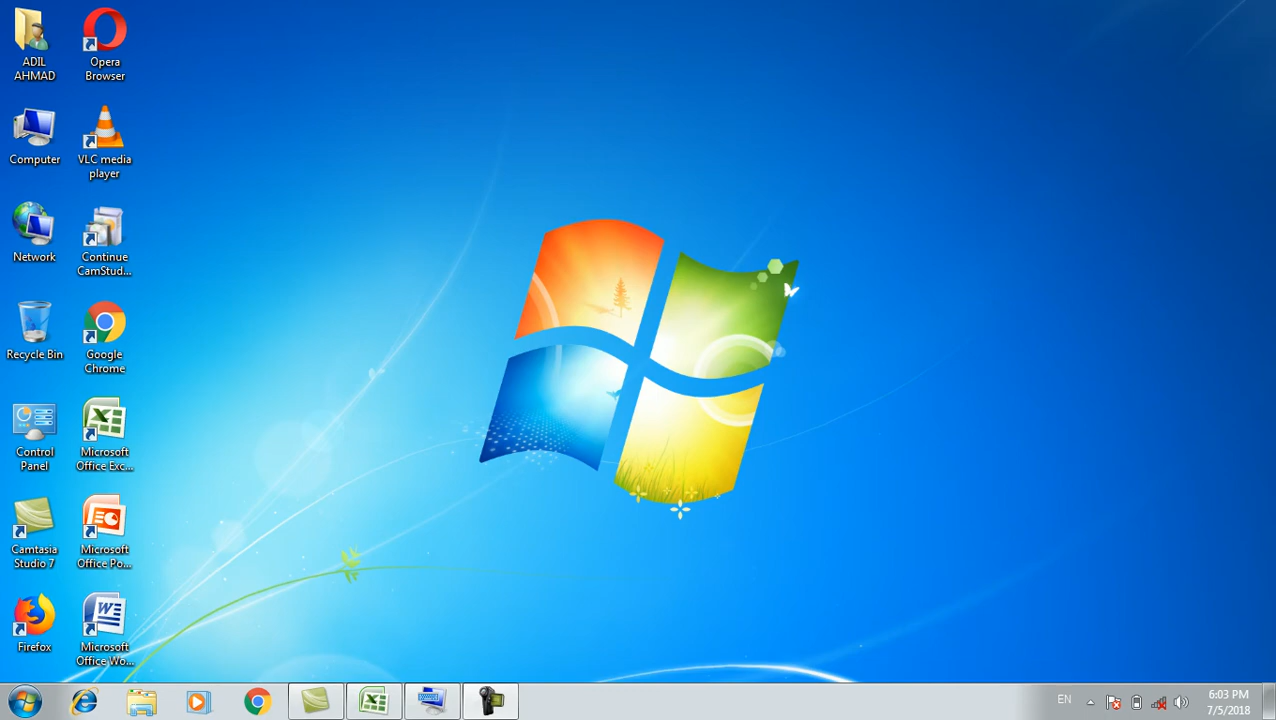 ADIL
AHMAD
Opera
Browser
Computer
VLC media
player
Network
Continue
CamStud...
Recycle Bin
Google
Chrome
Control
Panel
Microsoft
Office Exc...
Camtasia
Studio 7
Microsoft
Office Po...
Firefox
Microsoft
Office Wo...
EN
6:03 PM
7/5/2018